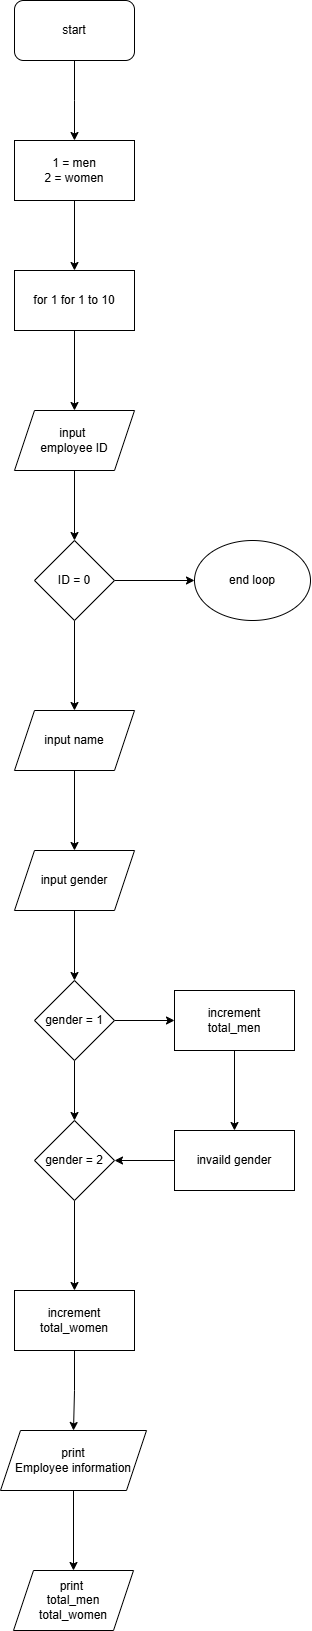 start
1 = men
2 = women
for 1 for 1 to 10
input
employee ID
ID = 0
end loop
input name
input gender
gender = 1
increment
total_men
gender = 2
invaild gender
increment
total_women
print
Employee information
print
total_men
total_women